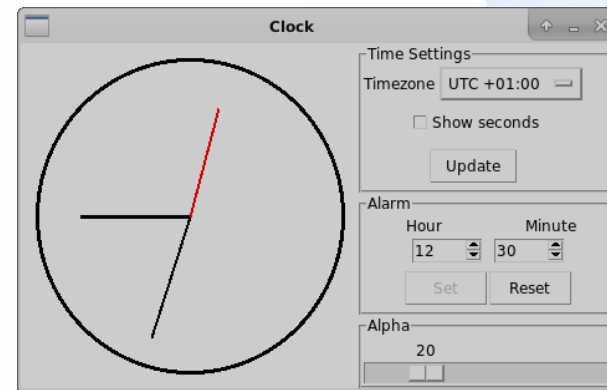 Clock
Time Settings
Timezone UTC +01:00
Show seconds
Update
Alarm
Hour Minute
12 30
Set Reset
Alpha
20